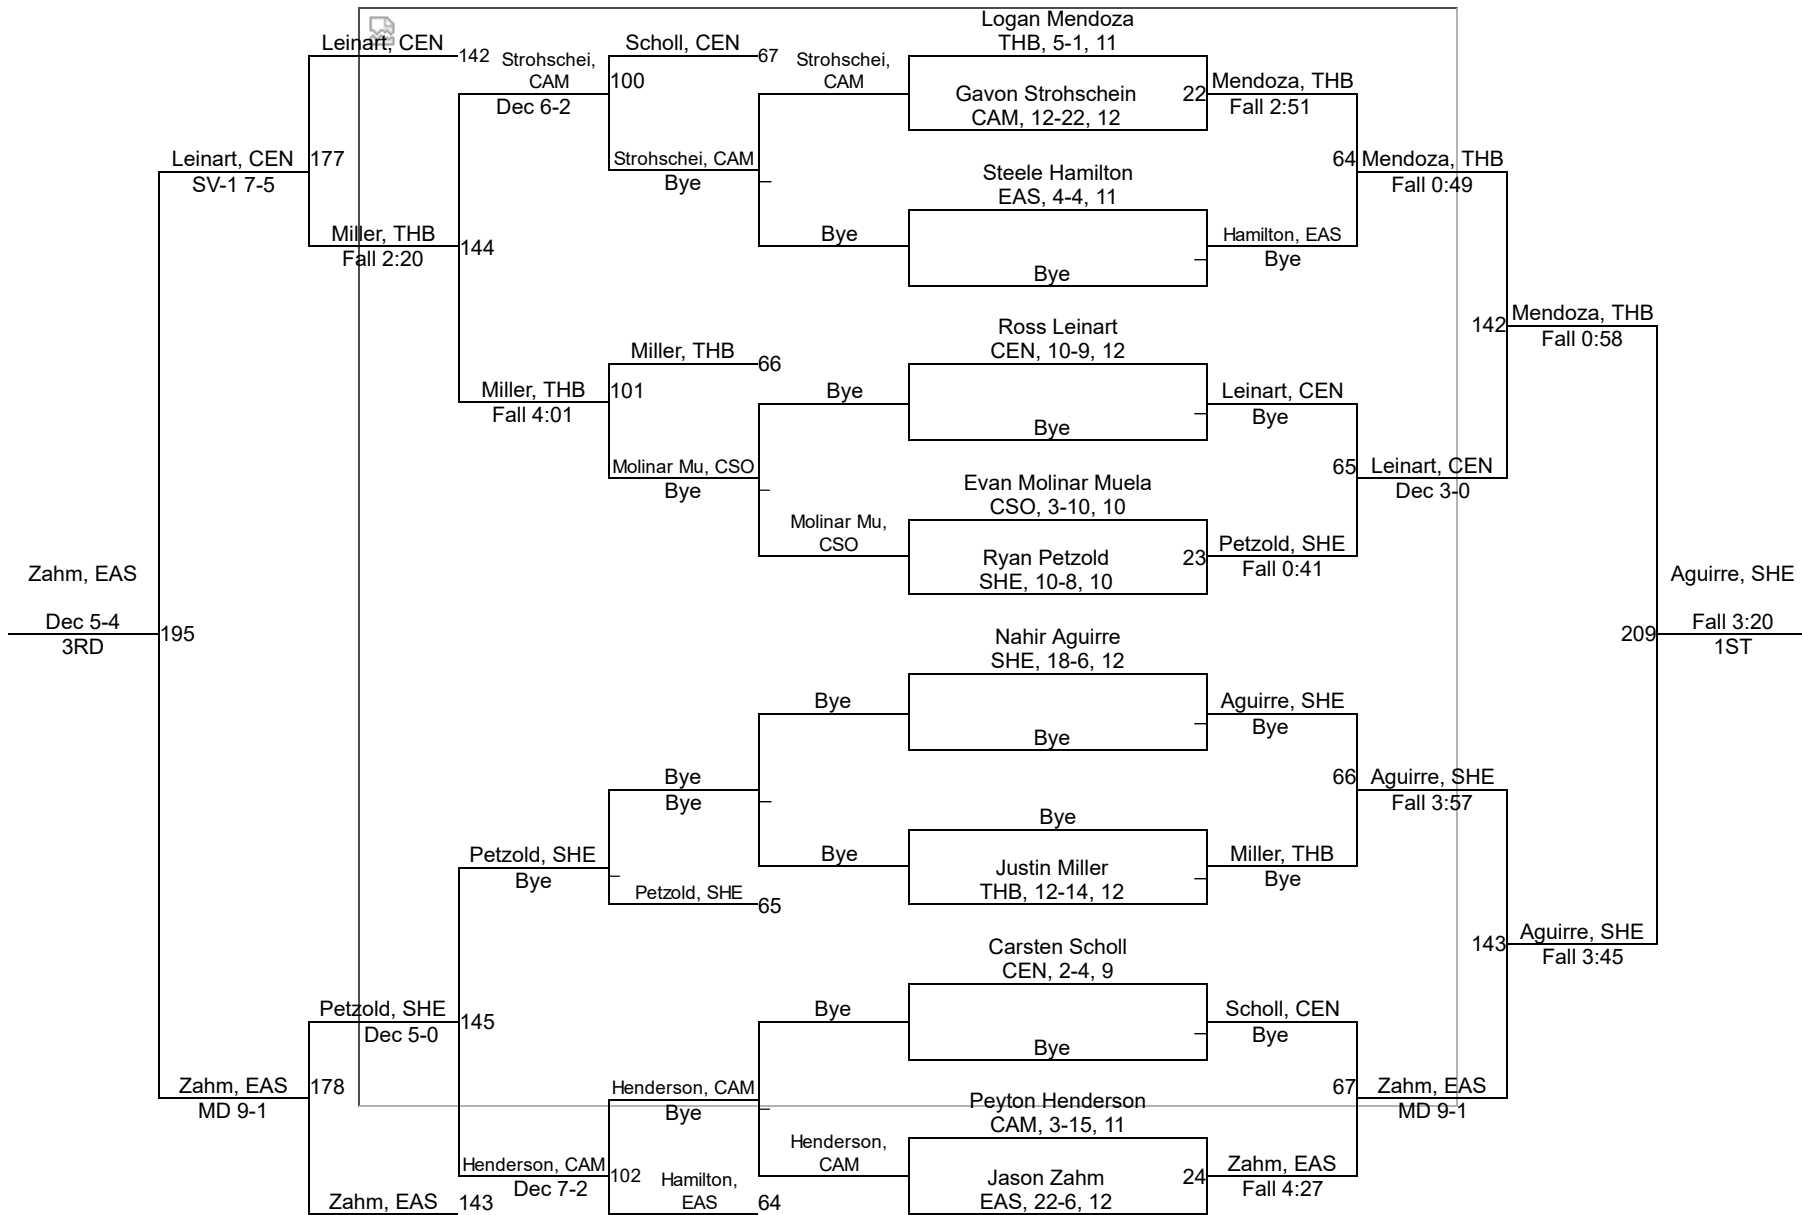 Logan Mendoza
THB, 5-1, 11
Leinart, CEN
142
Strohschei,
CAM
Dec 6-2
Scholl, CEN
67
100
Strohschei,
CAM
Gavon Strohschein
CAM, 12-22, 12
22
Mendoza, THB
Fall 2:51
Leinart, CEN
SV-1 7-5
177
Strohschei, CAM
Bye
Steele Hamilton
EAS, 4-4, 11
64
Mendoza, THB
Fall 0:49
Miller, THB
Fall 2:20
144
Bye
Bye
Hamilton, EAS
Bye
Ross Leinart
CEN, 10-9, 12
142
Mendoza, THB
Fall 0:58
Miller, THB
66
Miller, THB
Fall 4:01
101
Bye
Bye
Leinart, CEN
Bye
Molinar Mu, CSO
Bye
Evan Molinar Muela
CSO, 3-10, 10
65
Leinart, CEN
Dec 3-0
Molinar Mu,
CSO
Ryan Petzold
SHE, 10-8, 10
23
Petzold, SHE
Fall 0:41
Zahm, EAS
Dec 5-4
3RD
195
Aguirre, SHE
209
Fall 3:20
1ST
Nahir Aguirre
SHE, 18-6, 12
Bye
Bye
Aguirre, SHE
Bye
Bye
Bye
66
Aguirre, SHE
Fall 3:57
Bye
Petzold, SHE
Bye
Bye
Justin Miller
THB, 12-14, 12
Miller, THB
Bye
Petzold, SHE
65
Carsten Scholl
CEN, 2-4, 9
143
Aguirre, SHE
Fall 3:45
Petzold, SHE
Dec 5-0
145
Bye
Bye
Scholl, CEN
Bye
Zahm, EAS
MD 9-1
178
Henderson, CAM
Bye
Peyton Henderson
CAM, 3-15, 11
67
Zahm, EAS
MD 9-1
Henderson, CAM
Dec 7-2
102
Hamilton,
EAS
64
Henderson,
CAM
Jason Zahm
EAS, 22-6, 12
24
Zahm, EAS
Fall 4:27
Zahm, EAS
143